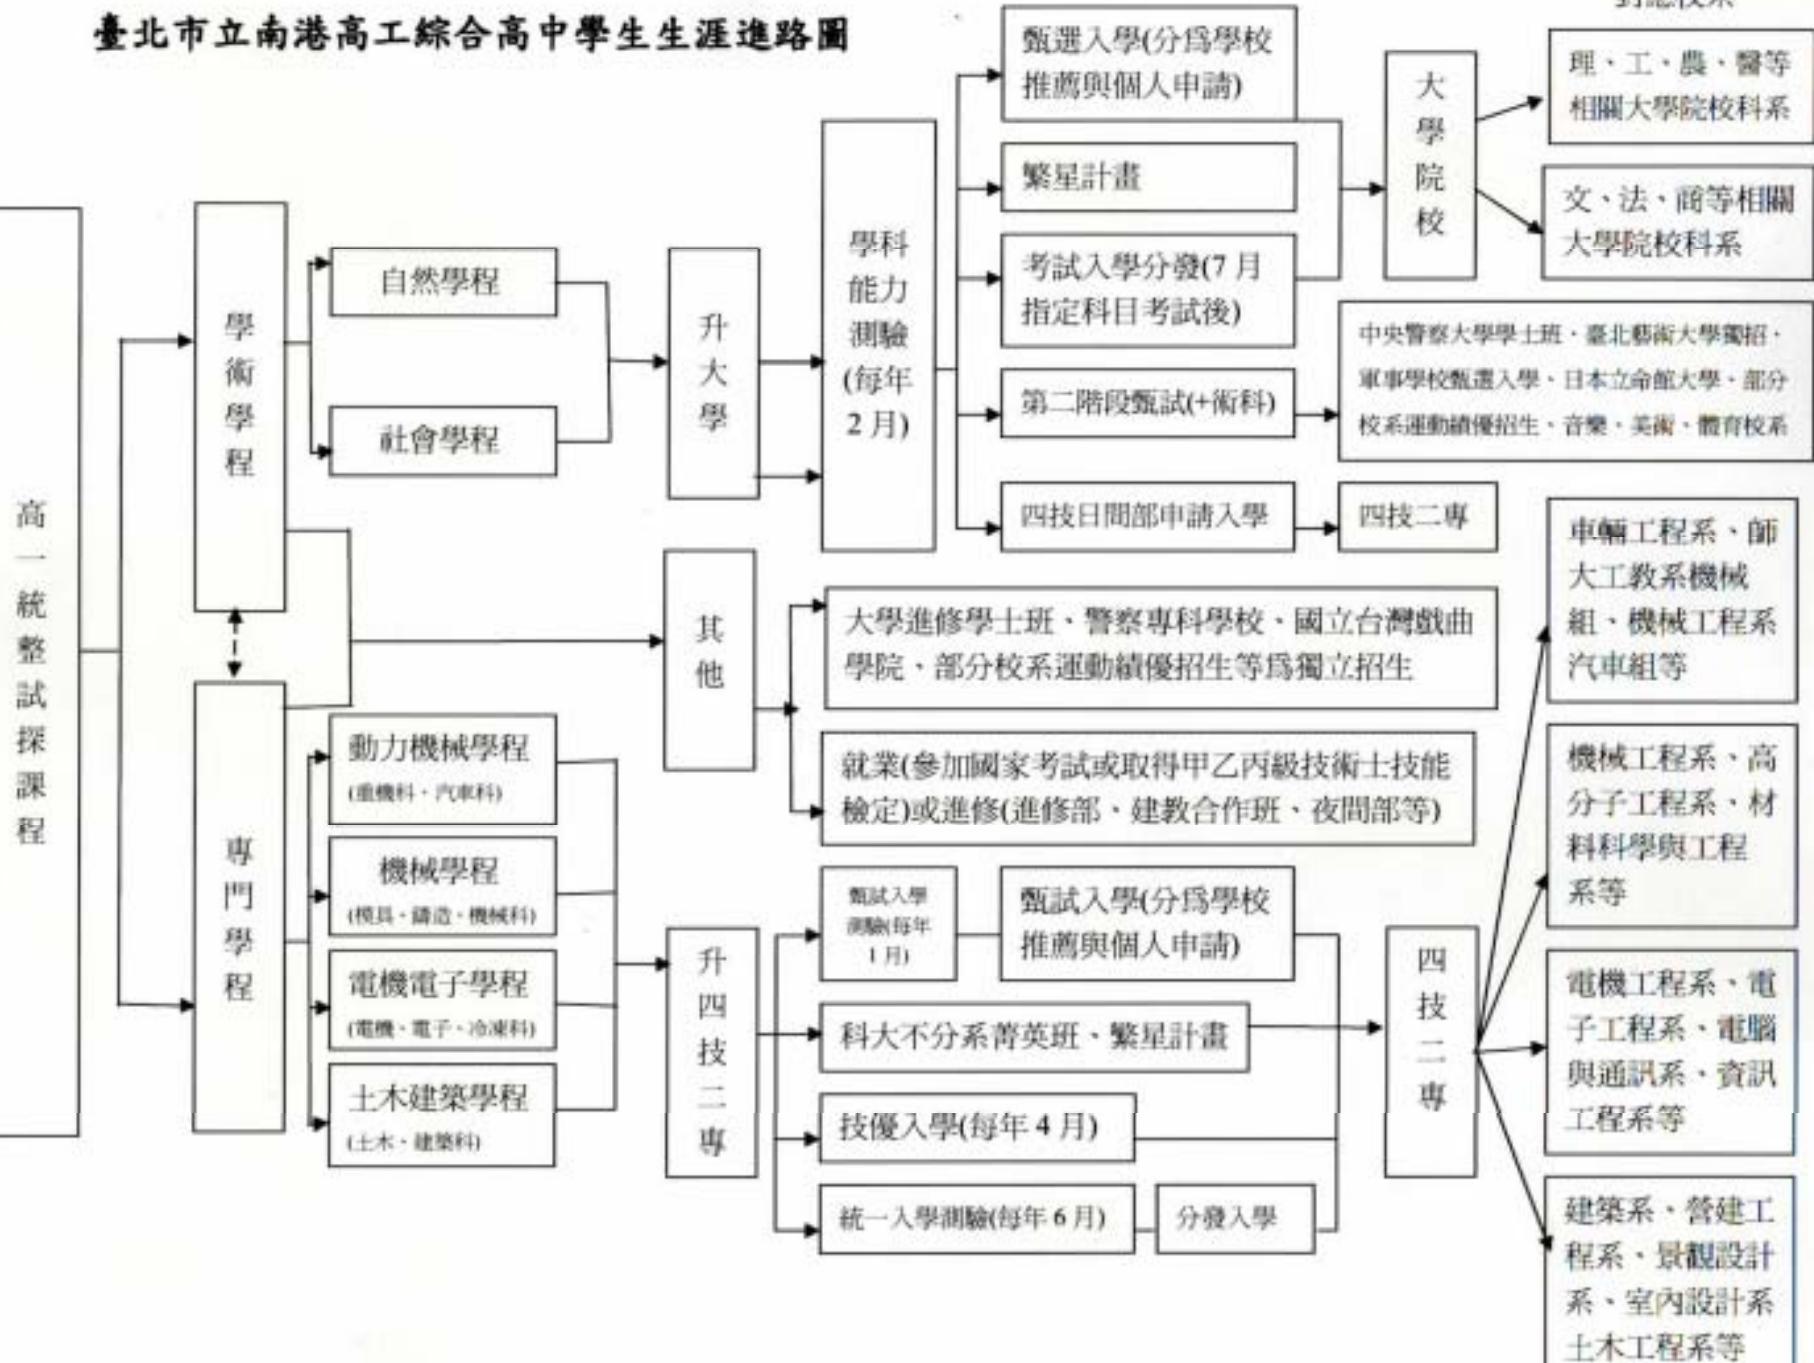 臺北市立南港高工綜合高中學生生涯進路圖
高一統整試探課程
學術學程
專門學程
自然學程
社會學程
動力機械學程
(重機科、汽車科)
機械學程
(模具、鑄造、機械科)
電機電子學程
(電機、電子、冷凍科)
土木建築學程
(土木、建築科)
升大學
其他
升四技二專
學科
能力
測驗
(每年
2月)
甄選入學(分為學校
推薦與個人申請)
繁星計畫
考試入學分發(7月
指定科目考試後)
第二階段甄試(+術科)
四技日間部申請入學
四技二專
大學院校
理、工、農、醫等
相關大學院校科系
文、法、商等相關
大學院校科系
中央警察大學學士班、臺北藝術大學獨招、
軍事學校甄選入學、日本立命館大學、部分
校系運動績優招生、音樂、美術、體育校系
大學進修學士班、警察專科學校、國立台灣戲曲
學院、部分校系運動績優招生等為獨立招生
就業(參加國家考試或取得甲乙丙級技術士技能
檢定)或進修(進修部、建教合作班、夜間部等)
甄試入學
測驗(每年
1月)
甄試入學(分為學校
推薦與個人申請)
科大不分系菁英班、繁星計畫
技優入學(每年4月)
統一入學測驗(每年6月)
分發入學
四技二專
車輛工程系、師
大工教系機械
組、機械工程系
汽車組等
機械工程系、高
分子工程系、材
料科學與工程
系等
電機工程系、電
子工程系、電腦
與通訊系、資訊
工程系等
建築系、營建工
程系、景觀設計
系、室內設計系
土木工程系等